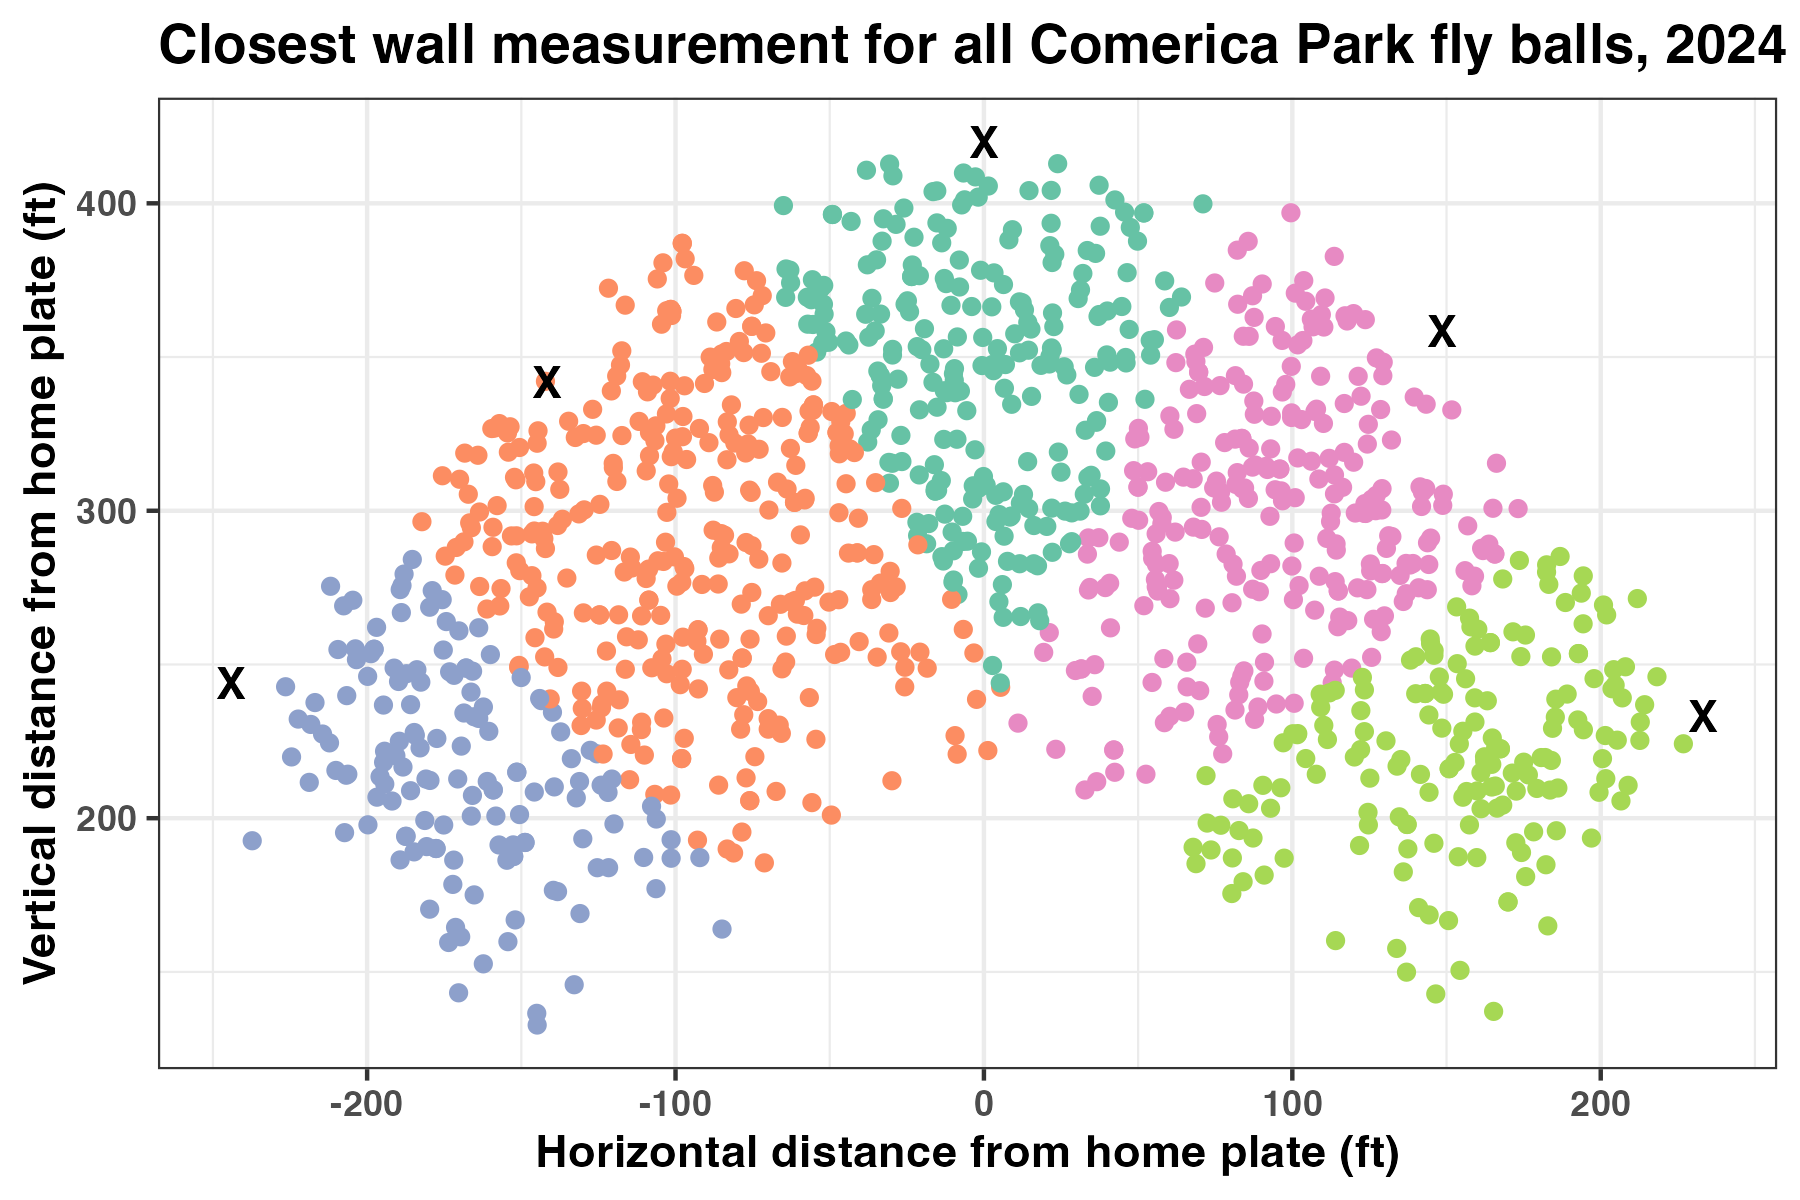 Closest wall measurement for all Comerica Park fly balls, 2024
Vertical distance from home plate (ft)
400
300
200
X
X
X
X
X
-200
-100
0
100
200
Horizontal distance from home plate (ft)